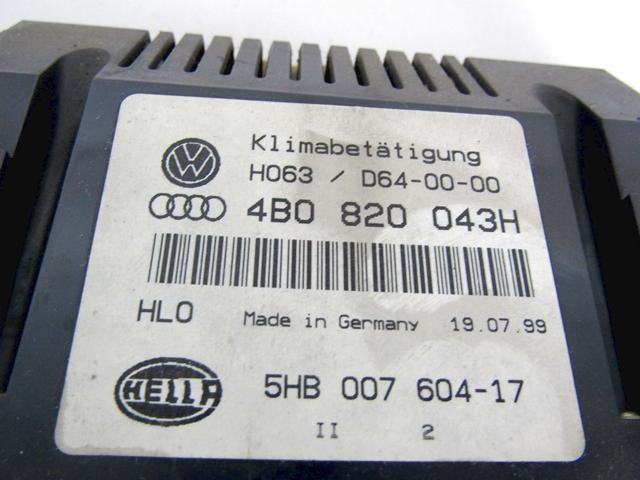 Klimabetätigung
H063 / D64-00-00
4B0 820 043H
HLO Made in Germany 19.07.99
HELLA 5HB 007 604-17
II 2